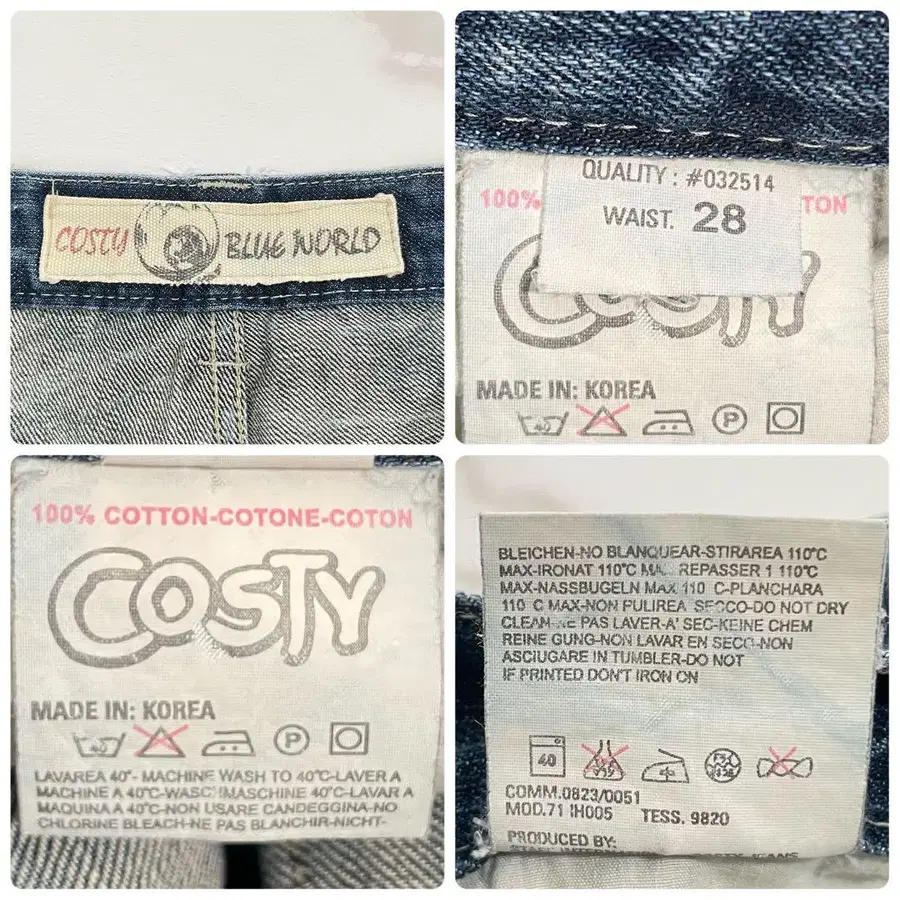 COSTY BLUE WORLD
QUALITY : #032514
WAIST. 28
100% TON
COSTY
MADE IN: KOREA
40 P
100% COTTON-COTONE-COTON
COSTY
MADE IN: KOREA
40 P
LAVAREA 40°- MACHINE WASH TO 40°C-LAVER A
MACHINE A 40°C-WASC IMASCHINE 40°C-LAVAR A
MAQUINA A 40°C-NON USARE CANDEGGINA-NO
CHLORINE BLEACH-NE PAS BLANCHIR-NICHT-
BLEICHEN-NO BLANQUEAR-STIRAREA 110°C
MAX-IRONAT 110°C REPASSER 1 110°C
MAX-NASSBUGELN MAX 110 C-PLANCHARA
110 C MAX-NON PULIREA SECCO-DO NOT DRY
CLEAN-NE PAS LAVER-A' SEC-KEINE CHEM
REINE GUNG-NON LAVAR EN SECO-NON
ASCIUGARE IN TUMBLER-DO NOT
IF PRINTED DON'T IRON ON
40
COMM.0823/0051
MOD.71 IH005 TESS. 9820
PRODUCED BY: